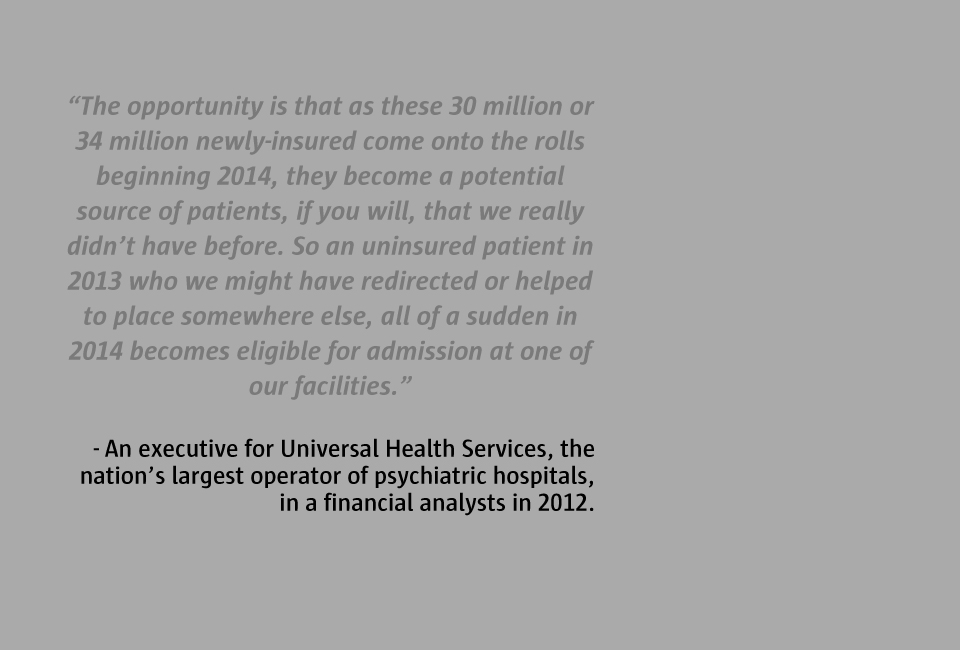 “The opportunity is that as these 30 million or
34 million newly-insured come onto the rolls
beginning 2014, they become a potential
source of patients, if you will, that we really
didn’t have before. So an uninsured patient in
2013 who we might have redirected or helped
to place somewhere else, all of a sudden in
2014 becomes eligible for admission at one of
our facilities.”
- An executive for Universal Health Services, the
nation’s largest operator of psychiatric hospitals,
in a financial analysts in 2012.